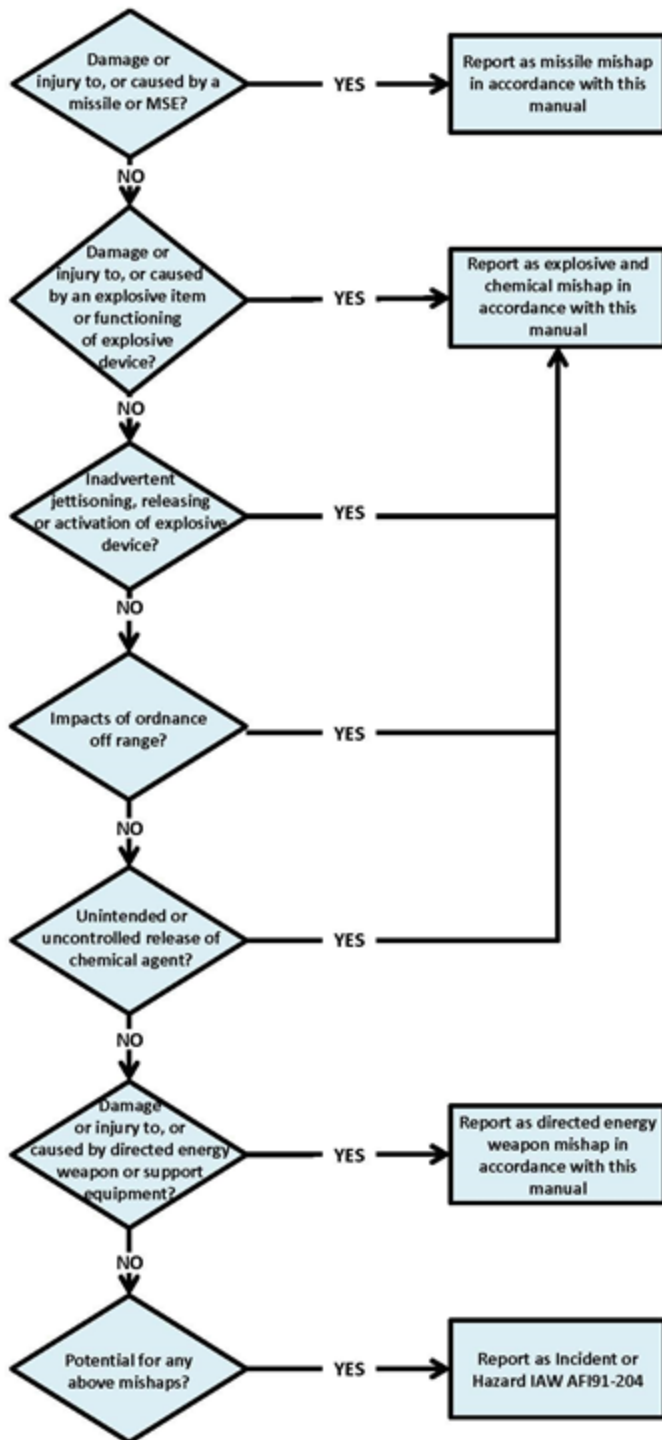 Damage or
injury to, or caused by a
missile or MSE?
YES
Report as missile mishap
in accordance with this
manual
NO
Damage or
injury to, or caused
by an explosive item
or functioning
of explosive
device?
YES
Report as explosive and
chemical mishap in
accordance with this
manual
NO
Inadvertent
jettisoning, releasing
or activation of explosive
device?
YES
NO
Impacts of ordnance
off range?
YES
NO
Unintended or
uncontrolled release of
chemical agent?
YES
NO
Damage
or injury to, or
caused by directed energy
weapon or support
equipment?
YES
Report as directed energy
weapon mishap in
accordance with this
manual
NO
Potential for any
above mishaps?
YES
Report as Incident or
Hazard IAW AFI91-204